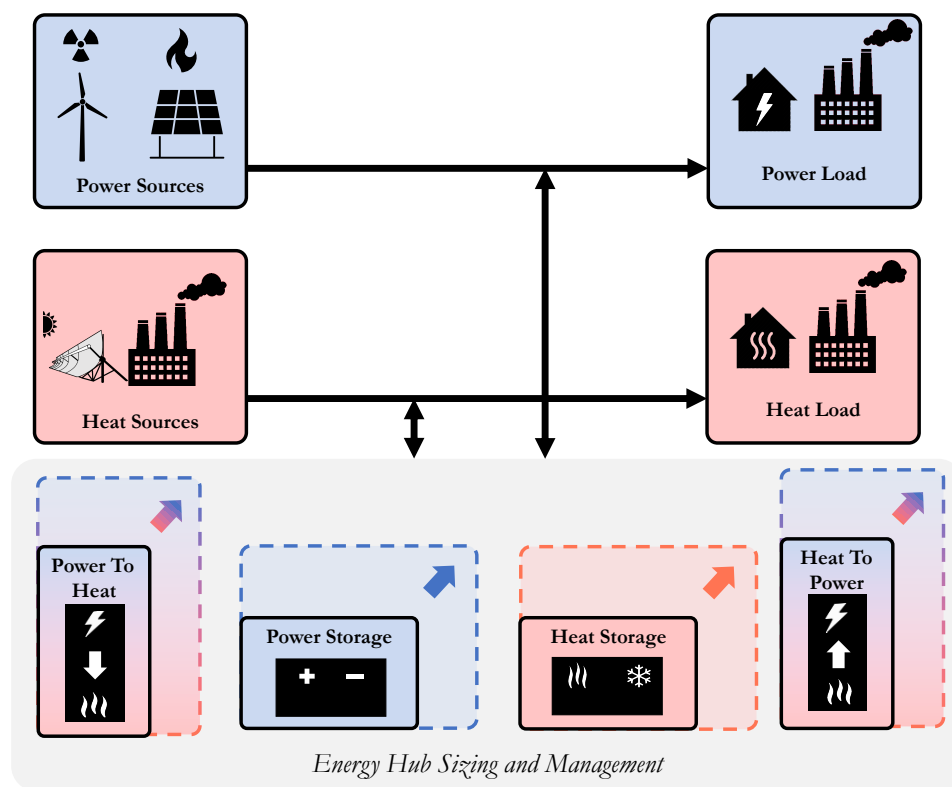 Power Sources
Power Load
Heat Sources
Heat Load
Power To
Heat
Power Storage
Heat Storage
Heat To
Power
Energy Hub Sizing and Management